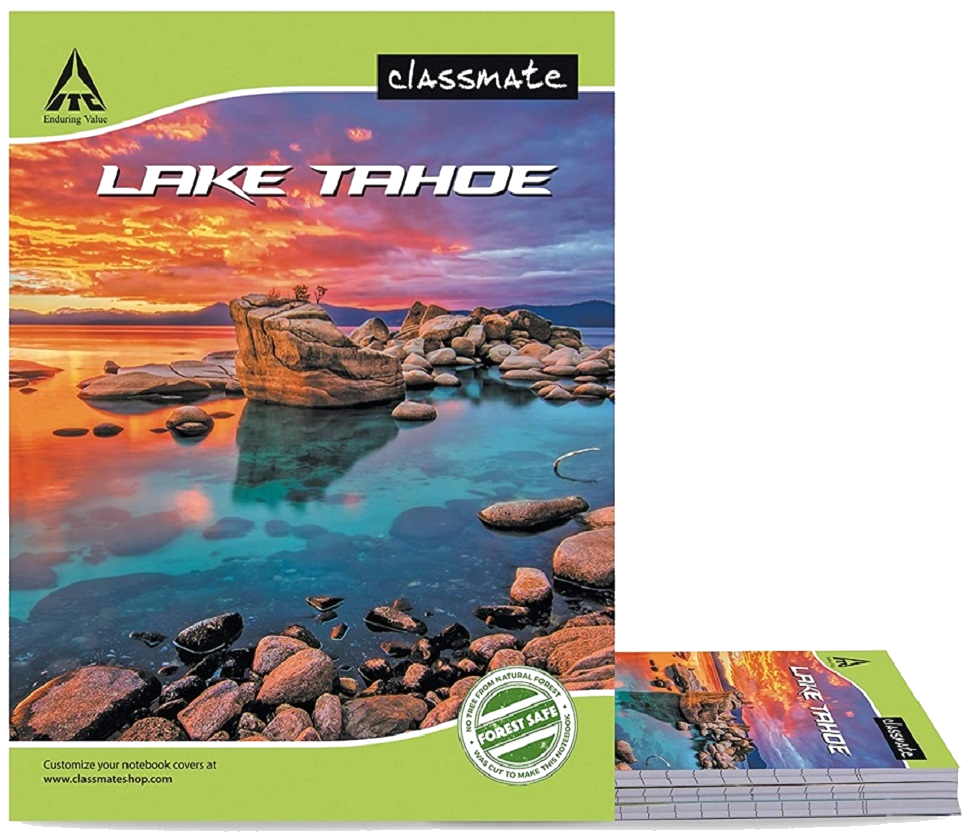 classmate
ITC
Enduring Value
LAKE TAHOE
NO TREE FROM NATURAL FOREST
FOREST SAFE
WAS CUT TO MAKE THIS NOTEBOOK
Customize your notebook covers at
www.classmateshop.com
LAKE TAHOE
classmate